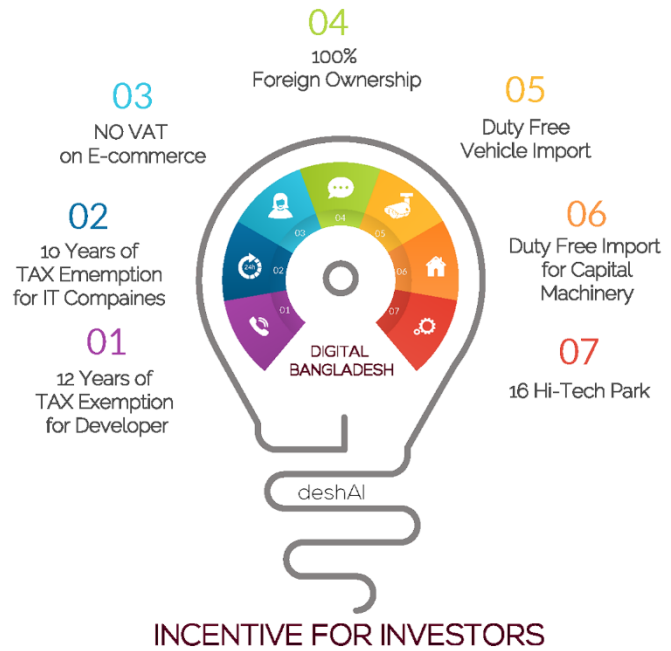 04
100%
Foreign Ownership
03
NO VAT
on E-commerce
05
Duty Free
Vehicle Import
02
10 Years of
TAX Ememption
for IT Compaines
06
Duty Free Import
for Capital
Machinery
01
12 Years of
TAX Exemption
for Developer
07
16 Hi-Tech Park
24h
01
02
03
04
05
06
07
DIGITAL
BANGLADESH
deshAI
INCENTIVE FOR INVESTORS